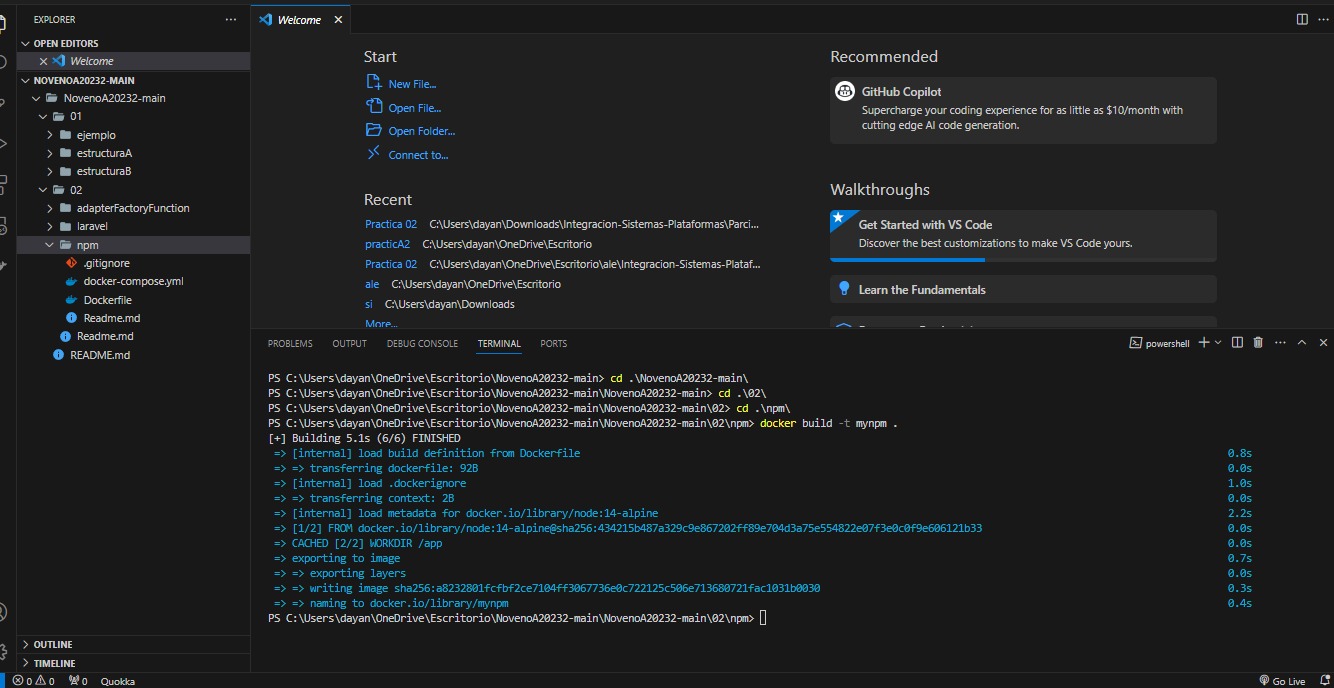 EXPLORER
OPEN EDITORS
Welcome
NOVENOA20232-MAIN
NovenoA20232-main
01
ejemplo
estructuraA
estructuraB
02
adapterFactoryFunction
laravel
npm
.gitignore
docker-compose.yml
Dockerfile
Readme.md
Readme.md
README.md
OUTLINE
TIMELINE
Welcome
Start
New File...
Open File...
Open Folder...
Connect to...
Recent
Practica 02 C:\Users\dayan\Downloads\Integracion-Sistemas-Plataformas\Parci...
practicA2 C:\Users\dayan\OneDrive\Escritorio
Practica 02 C:\Users\dayan\OneDrive\Escritorio\ale\Integracion-Sistemas-Plataf...
ale C:\Users\dayan\OneDrive\Escritorio
si C:\Users\dayan\Downloads
More...
Recommended
GitHub Copilot
Supercharge your coding experience for as little as $10/month with
cutting edge AI code generation.
Walkthroughs
Get Started with VS Code
Discover the best customizations to make VS Code yours.
Learn the Fundamentals
PROBLEMS OUTPUT DEBUG CONSOLE TERMINAL PORTS
powershell
PS C:\Users\dayan\OneDrive\Escritorio\NovenoA20232-main> cd .\NovenoA20232-main\
PS C:\Users\dayan\OneDrive\Escritorio\NovenoA20232-main\NovenoA20232-main> cd .\02\
PS C:\Users\dayan\OneDrive\Escritorio\NovenoA20232-main\NovenoA20232-main\02> cd .\npm\
PS C:\Users\dayan\OneDrive\Escritorio\NovenoA20232-main\NovenoA20232-main\02\npm> docker build -t mynpm .
[+] Building 5.1s (6/6) FINISHED
=> [internal] load build definition from Dockerfile 0.8s
=> => transferring dockerfile: 92B 0.0s
=> [internal] load .dockerignore 1.0s
=> => transferring context: 2B 0.0s
=> [internal] load metadata for docker.io/library/node:14-alpine 2.2s
=> [1/2] FROM docker.io/library/node:14-alpine@sha256:434215b487a329c9e867202ff89e704d3a75e554822e07f3e0c0f9e606121b33 0.0s
=> CACHED [2/2] WORKDIR /app 0.0s
=> exporting to image 0.7s
=> => exporting layers 0.0s
=> => writing image sha256:a8232801fcfbf2ce7104ff3067736e0c722125c506e713680721fac1031b0030 0.3s
=> => naming to docker.io/library/mynpm 0.4s
PS C:\Users\dayan\OneDrive\Escritorio\NovenoA20232-main\NovenoA20232-main\02\npm>
0 0 0 Quokka Go Live